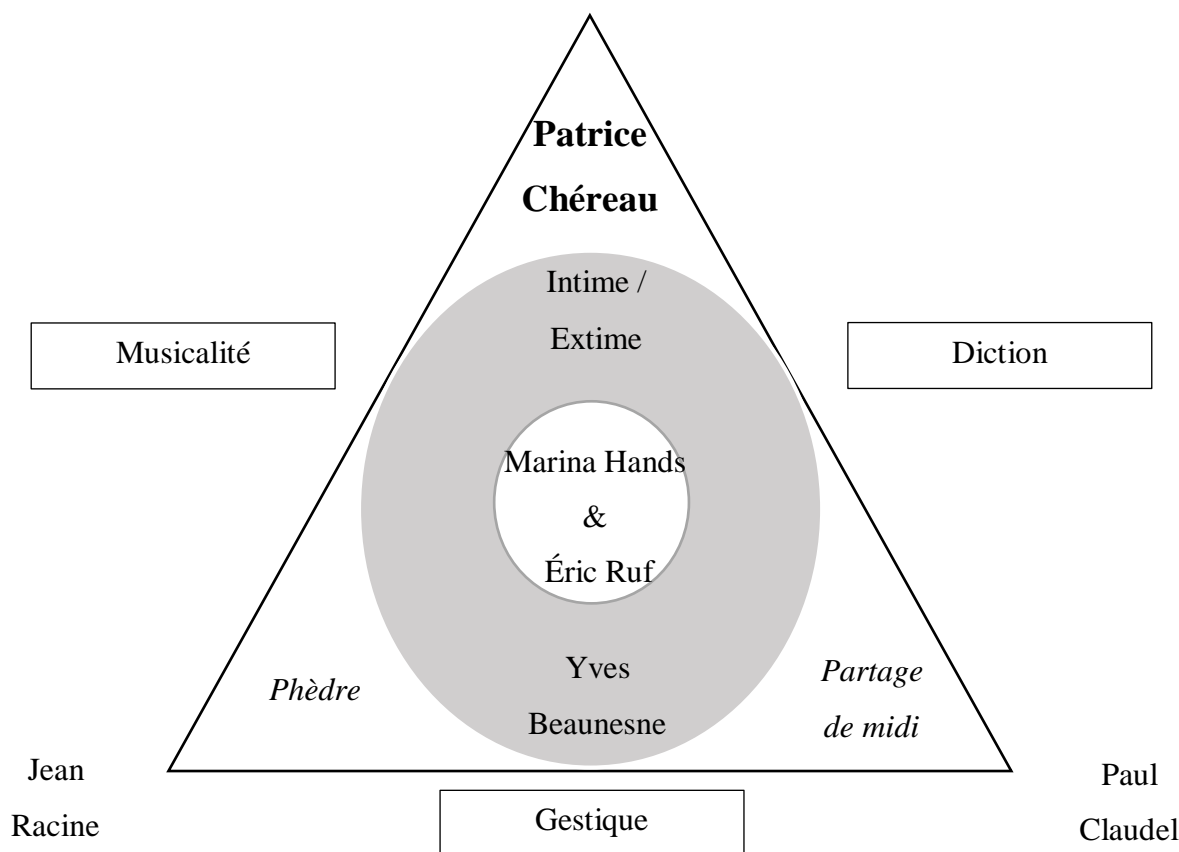 Patrice
Chéreau
Intime /
Extime
Musicalité
Diction
Marina Hands
&
Éric Ruf
Yves
Beaunesne
Phèdre
Partage
de midi
Jean
Racine
Paul
Claudel
Gestique